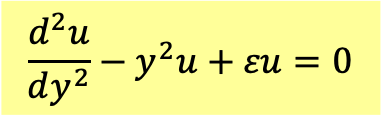 d²u/dy² − y²u + εu = 0